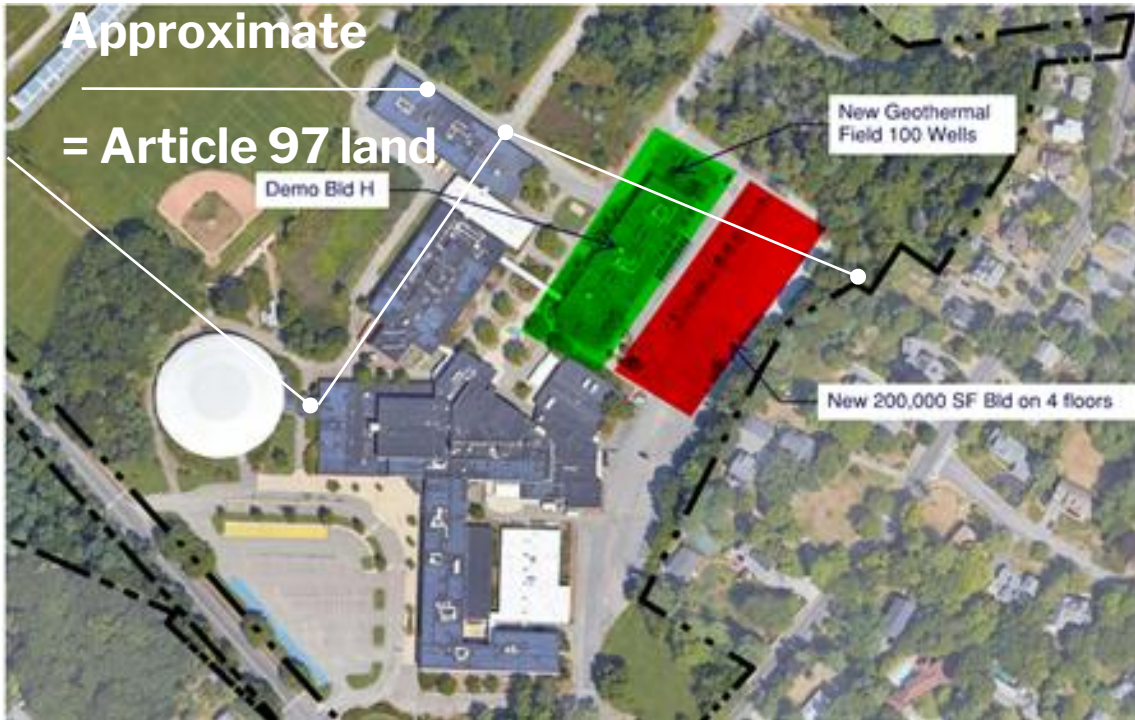 Approximate
= Article 97 land
New Geothermal
Field 100 Wells
Demo Bld H
New 200,000 SF Bld on 4 floors